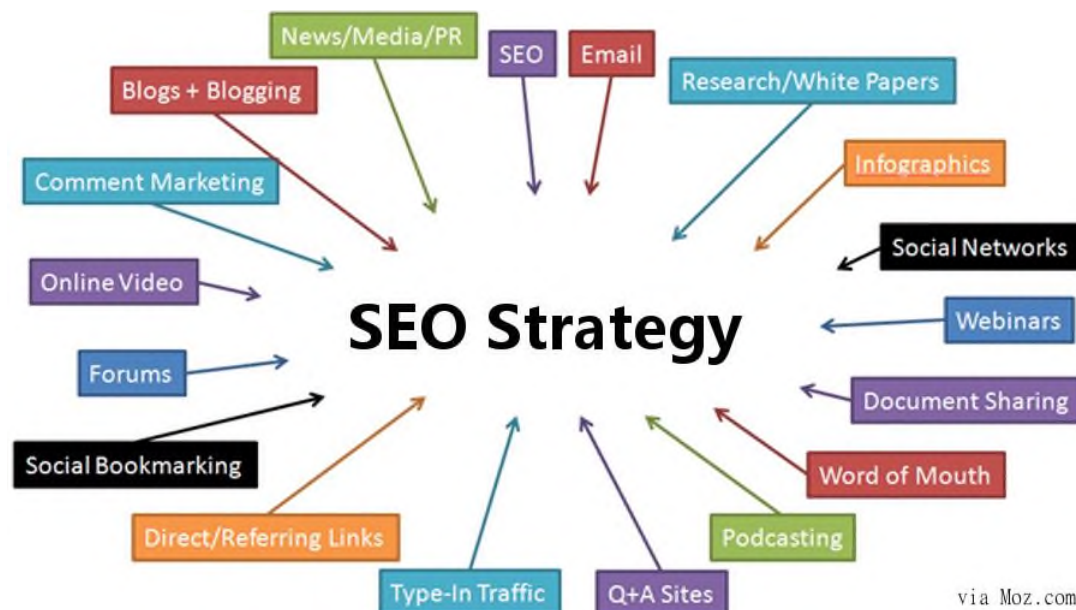 News/Media/PR
SEO
Email
Blogs + Blogging
Research/White Papers
Comment Marketing
Infographics
Social Networks
Online Video
SEO Strategy
Webinars
Forums
Document Sharing
Social Bookmarking
Word of Mouth
Direct/Referring Links
Podcasting
Type-In Traffic
Q+A Sites
via Moz.com